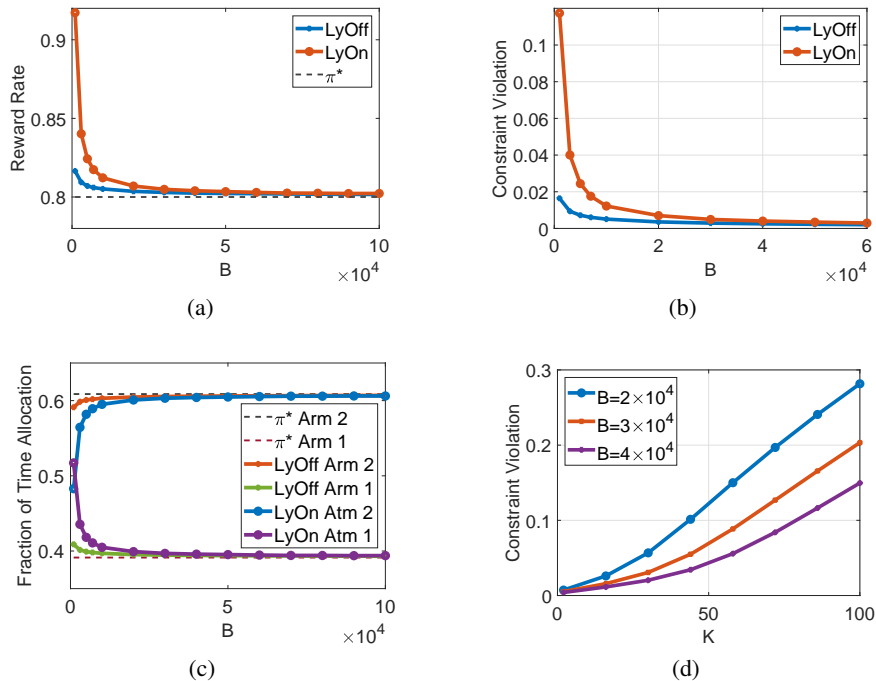 0.9
0.85
0.8
Reward Rate
LyOff
LyOn
π*
0
5
10
B
×10⁴
(a)
0.12
0.1
0.08
0.06
0.04
0.02
0
Constraint Violation
LyOff
LyOn
0
2
4
6
B
×10⁴
(b)
0.6
0.5
0.4
Fraction of Time Allocation
π* Arm 2
π* Arm 1
LyOff Arm 2
LyOff Arm 1
LyOn Atm 2
LyOn Atm 1
0
5
10
B
×10⁴
(c)
0.3
0.2
0.1
0
Constraint Violation
B=2×10⁴
B=3×10⁴
B=4×10⁴
0
50
100
K
(d)